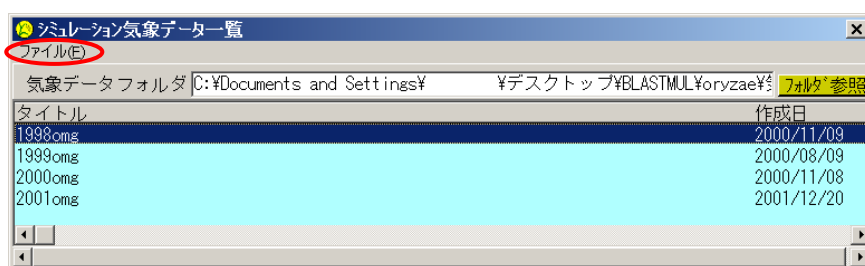 シミュレーション気象データ一覧
ファイル(F)
気象データフォルダ C:¥Documents and Settings¥ ¥デスクトップ¥BLASTMUL¥oryzae¥ フォルダ参照
タイトル 作成日
1998omg 2000/11/09
1999omg 2000/08/09
2000omg 2000/11/08
2001omg 2001/12/20